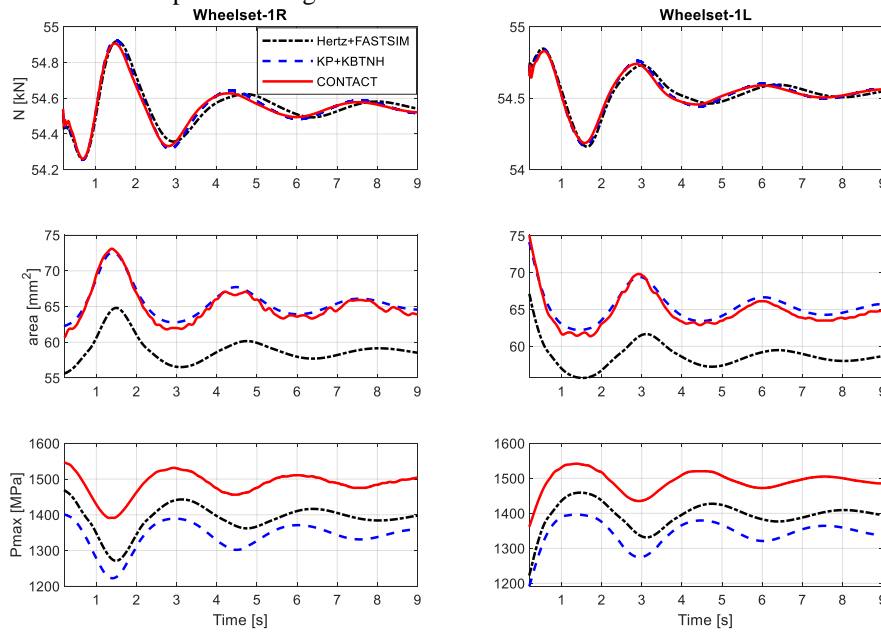 Wheelset-1R
Wheelset-1L
55
54.8
54.6
54.4
54.2
N [kN]
Hertz+FASTSIM
KP+KBTNH
CONTACT
1 2 3 4 5 6 7 8 9
55
54.5
54
1 2 3 4 5 6 7 8 9
75
70
65
60
55
area [mm²]
1 2 3 4 5 6 7 8 9
75
70
65
60
1 2 3 4 5 6 7 8 9
1600
1500
1400
1300
1200
Pmax [MPa]
1 2 3 4 5 6 7 8 9
Time [s]
1600
1500
1400
1300
1200
1 2 3 4 5 6 7 8 9
Time [s]